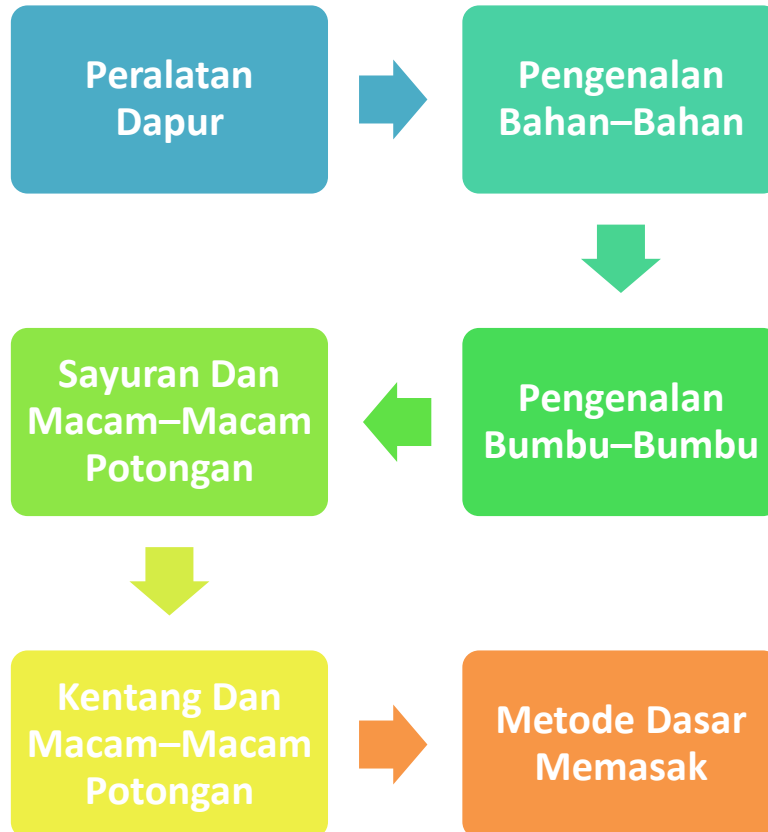 Peralatan
Dapur
Pengenalan
Bahan–Bahan
Pengenalan
Bumbu–Bumbu
Sayuran Dan
Macam–Macam
Potongan
Kentang Dan
Macam–Macam
Potongan
Metode Dasar
Memasak